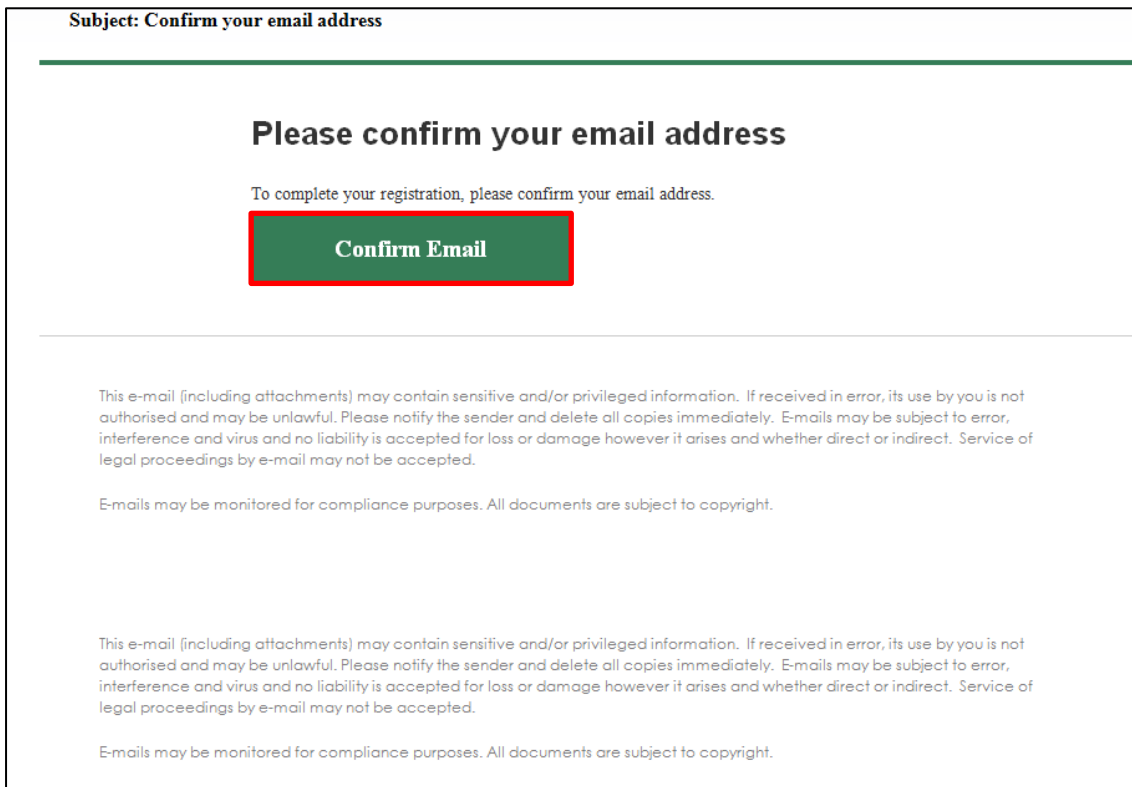 Subject: Confirm your email address
Please confirm your email address
To complete your registration, please confirm your email address.
Confirm Email
This e-mail (including attachments) may contain sensitive and/or privileged information.  If received in error, its use by you is not
authorised and may be unlawful. Please notify the sender and delete all copies immediately.  E-mails may be subject to error,
interference and virus and no liability is accepted for loss or damage however it arises and whether direct or indirect.  Service of
legal proceedings by e-mail may not be accepted.
E-mails may be monitored for compliance purposes. All documents are subject to copyright.
This e-mail (including attachments) may contain sensitive and/or privileged information.  If received in error, its use by you is not
authorised and may be unlawful. Please notify the sender and delete all copies immediately.  E-mails may be subject to error,
interference and virus and no liability is accepted for loss or damage however it arises and whether direct or indirect.  Service of
legal proceedings by e-mail may not be accepted.
E-mails may be monitored for compliance purposes. All documents are subject to copyright.